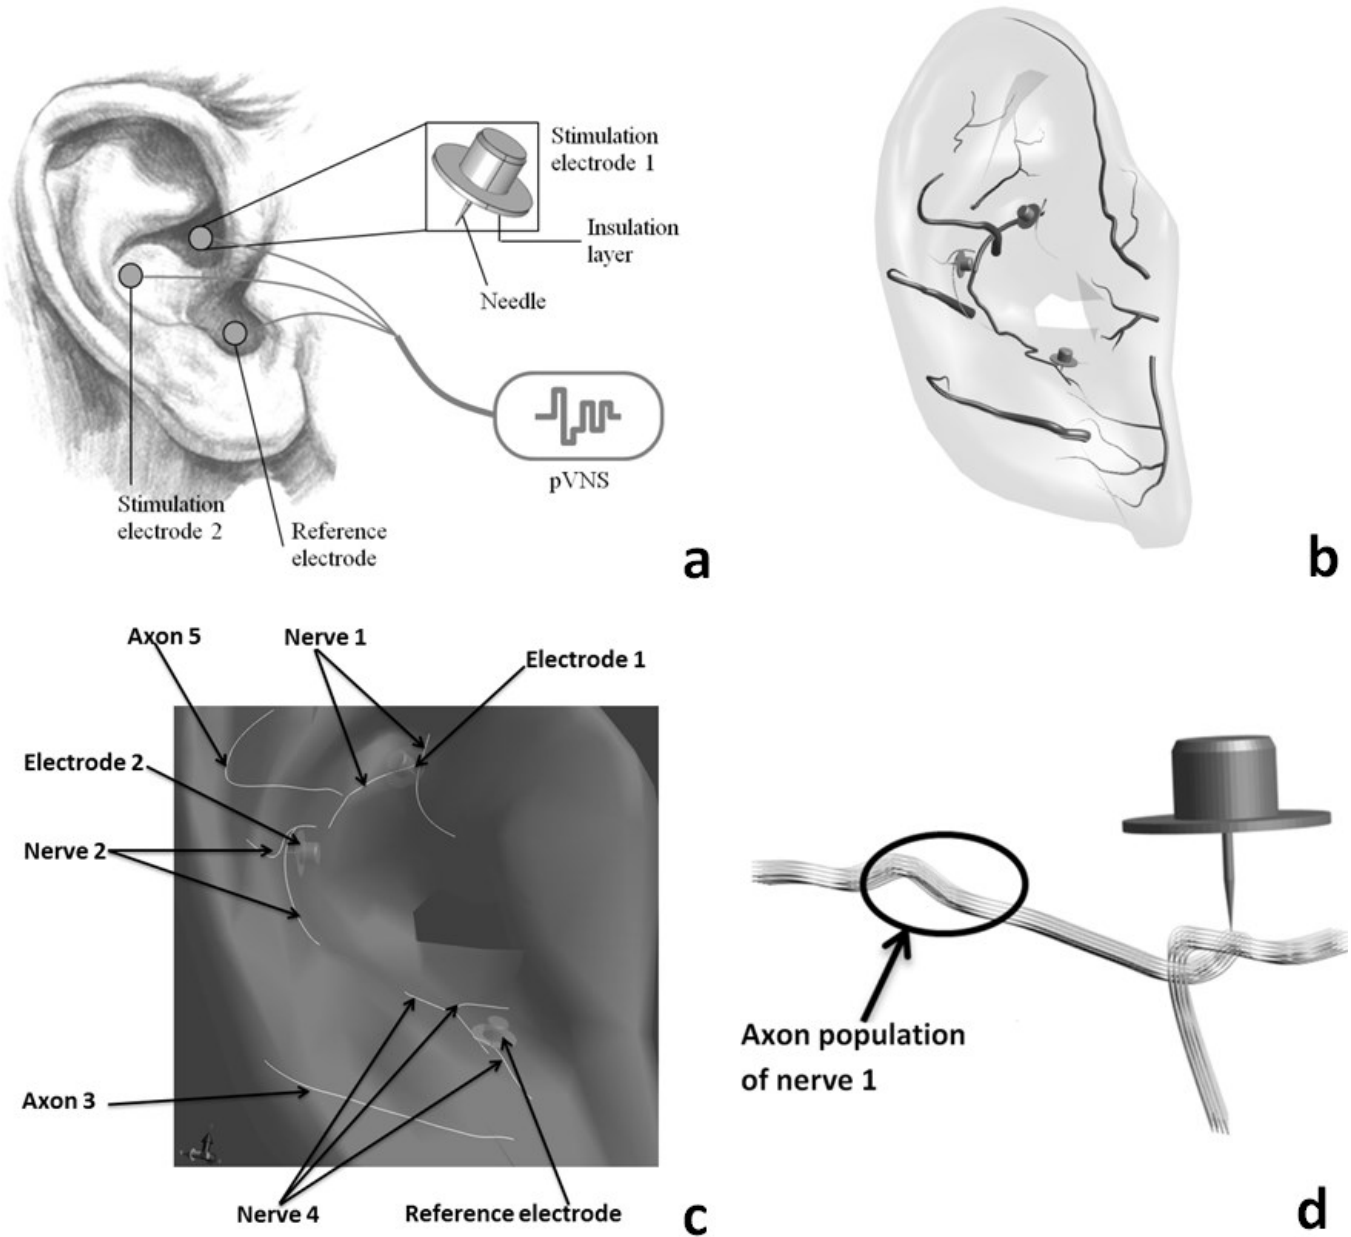 Stimulation
electrode 1
Insulation
layer
Needle
pVNS
Stimulation
electrode 2
Reference
electrode
a
b
Axon 5
Nerve 1
Electrode 1
Electrode 2
Nerve 2
Axon 3
Nerve 4
Reference electrode
c
Axon population
of nerve 1
d